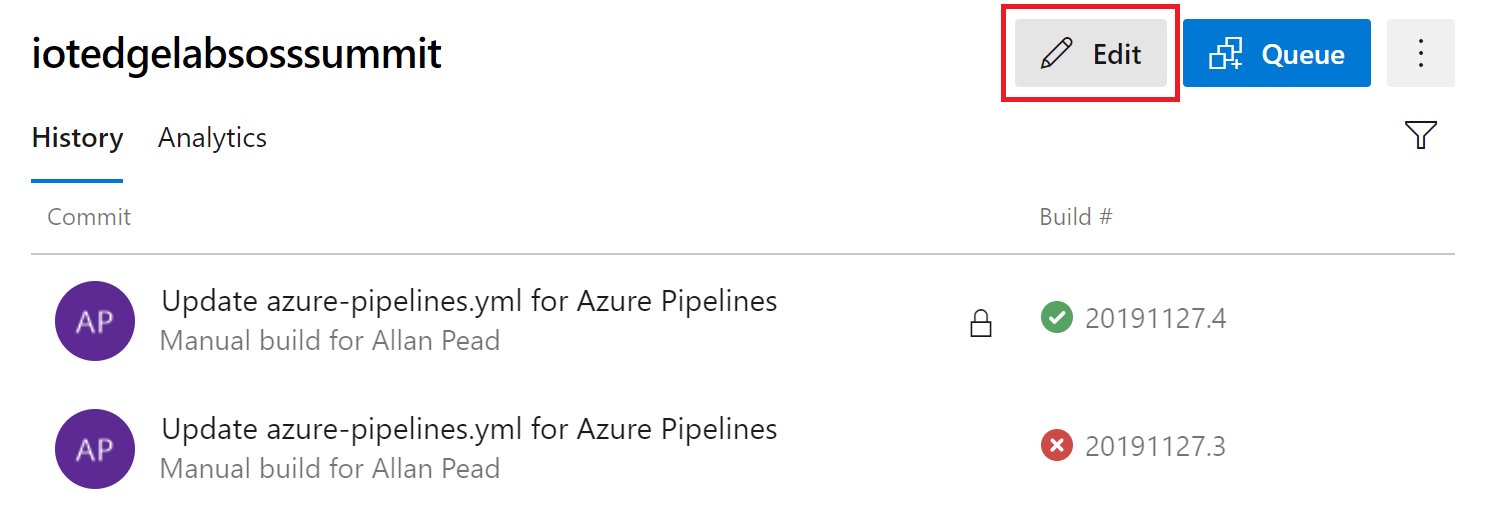 iotedgelabsosssummit
Edit
Queue
History
Analytics
Commit
Build #
AP
Update azure-pipelines.yml for Azure Pipelines
Manual build for Allan Pead
20191127.4
AP
Update azure-pipelines.yml for Azure Pipelines
Manual build for Allan Pead
20191127.3